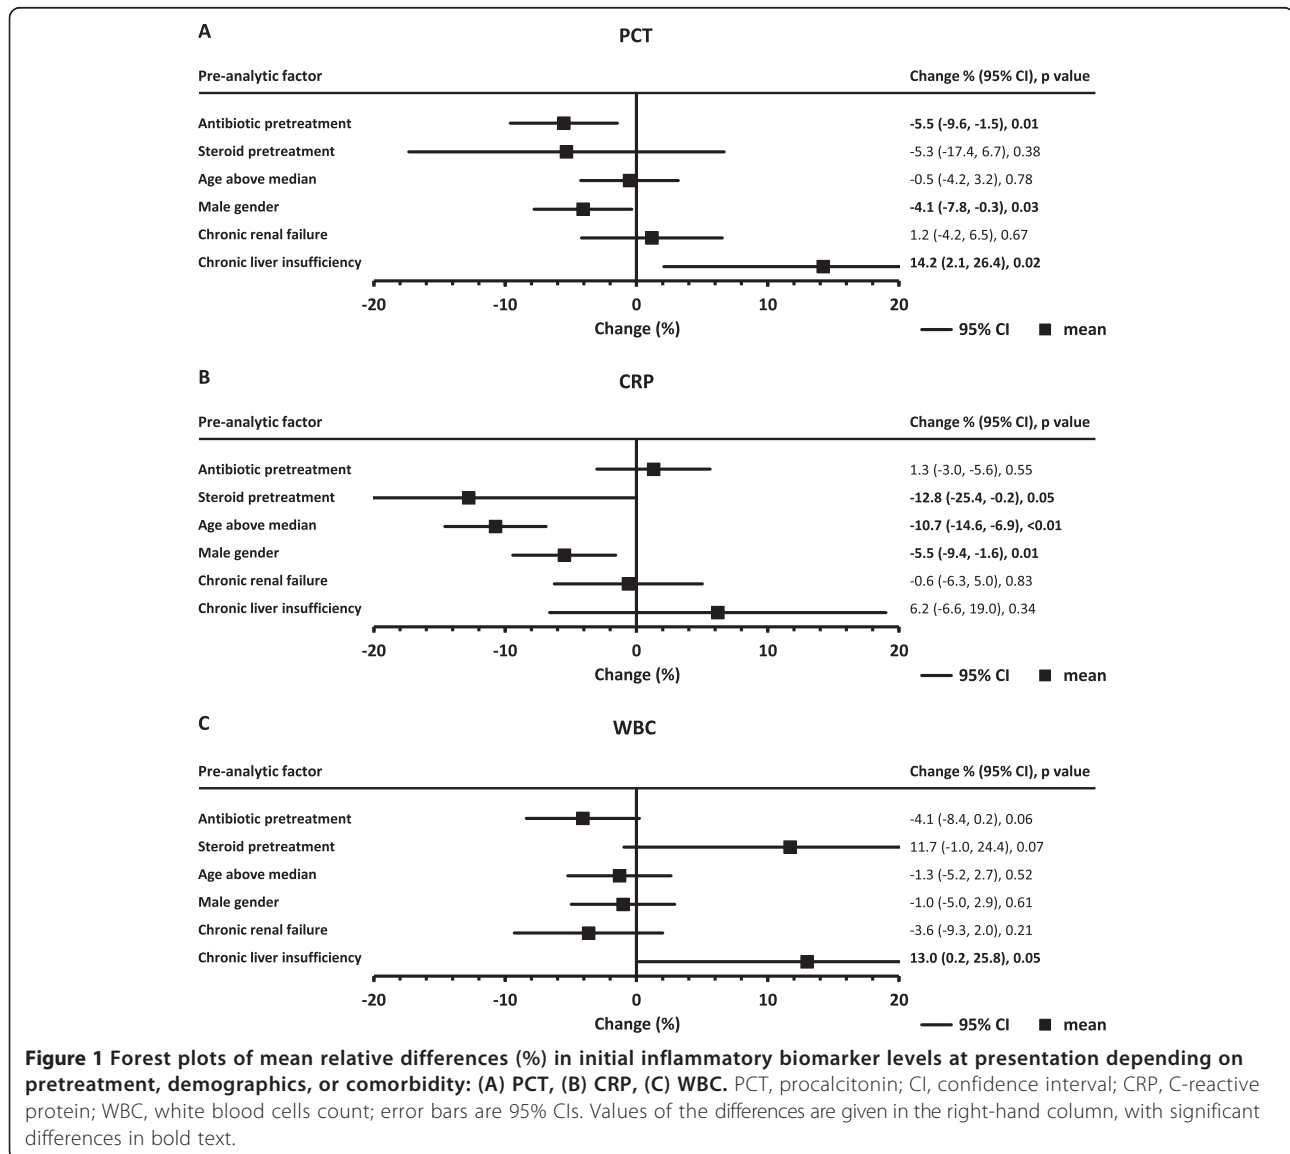 A
PCT
Pre-analytic factor Change % (95% CI), p value
Antibiotic pretreatment -5.5 (-9.6, -1.5), 0.01
Steroid pretreatment -5.3 (-17.4, 6.7), 0.38
Age above median -0.5 (-4.2, 3.2), 0.78
Male gender -4.1 (-7.8, -0.3), 0.03
Chronic renal failure 1.2 (-4.2, 6.5), 0.67
Chronic liver insufficiency 14.2 (2.1, 26.4), 0.02
-20 -10 0 10 20
Change (%)
95% CI mean
B
CRP
Pre-analytic factor Change % (95% CI), p value
Antibiotic pretreatment 1.3 (-3.0, -5.6), 0.55
Steroid pretreatment -12.8 (-25.4, -0.2), 0.05
Age above median -10.7 (-14.6, -6.9), <0.01
Male gender -5.5 (-9.4, -1.6), 0.01
Chronic renal failure -0.6 (-6.3, 5.0), 0.83
Chronic liver insufficiency 6.2 (-6.6, 19.0), 0.34
-20 -10 0 10 20
Change (%)
95% CI mean
C
WBC
Pre-analytic factor Change % (95% CI), p value
Antibiotic pretreatment -4.1 (-8.4, 0.2), 0.06
Steroid pretreatment 11.7 (-1.0, 24.4), 0.07
Age above median -1.3 (-5.2, 2.7), 0.52
Male gender -1.0 (-5.0, 2.9), 0.61
Chronic renal failure -3.6 (-9.3, 2.0), 0.21
Chronic liver insufficiency 13.0 (0.2, 25.8), 0.05
-20 -10 0 10 20
Change (%)
95% CI mean
Figure 1 Forest plots of mean relative differences (%) in initial inflammatory biomarker levels at presentation depending on
pretreatment, demographics, or comorbidity: (A) PCT, (B) CRP, (C) WBC. PCT, procalcitonin; CI, confidence interval; CRP, C-reactive
protein; WBC, white blood cells count; error bars are 95% CIs. Values of the differences are given in the right-hand column, with significant
differences in bold text.